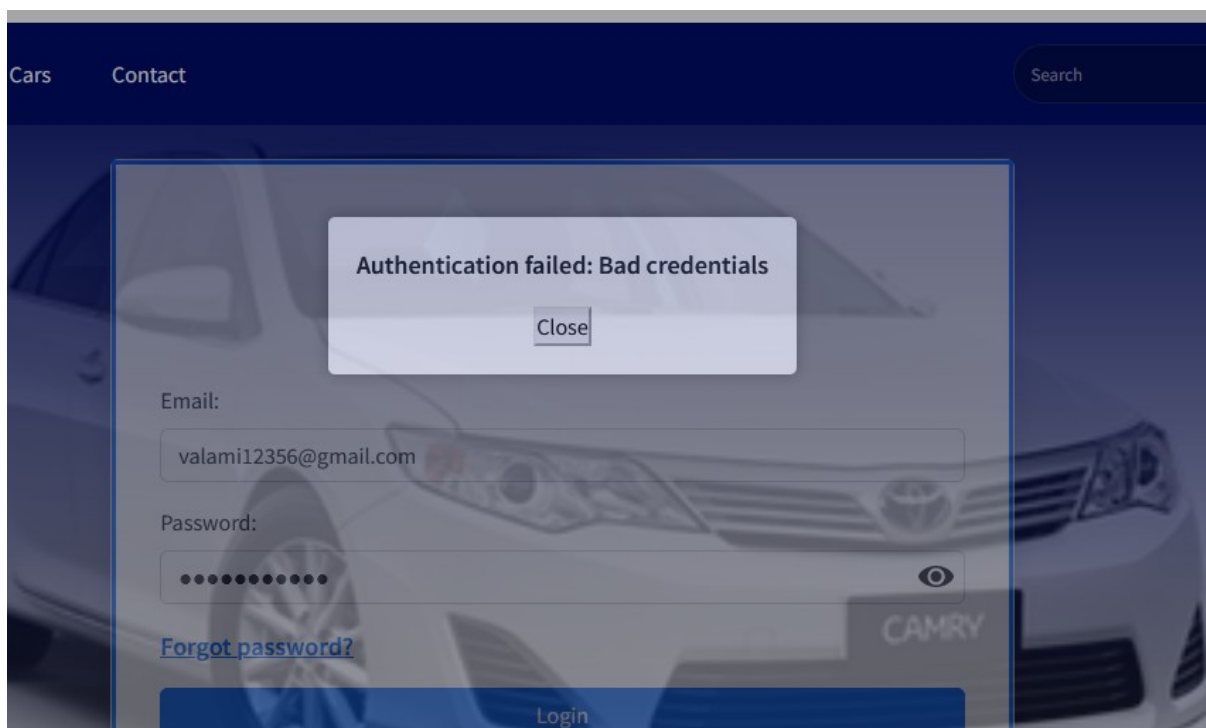 Cars Contact Search
Authentication failed: Bad credentials
Close
Email:
valami12356@gmail.com
Password:
•••••••••••
Forgot password?
CAMRY
Login